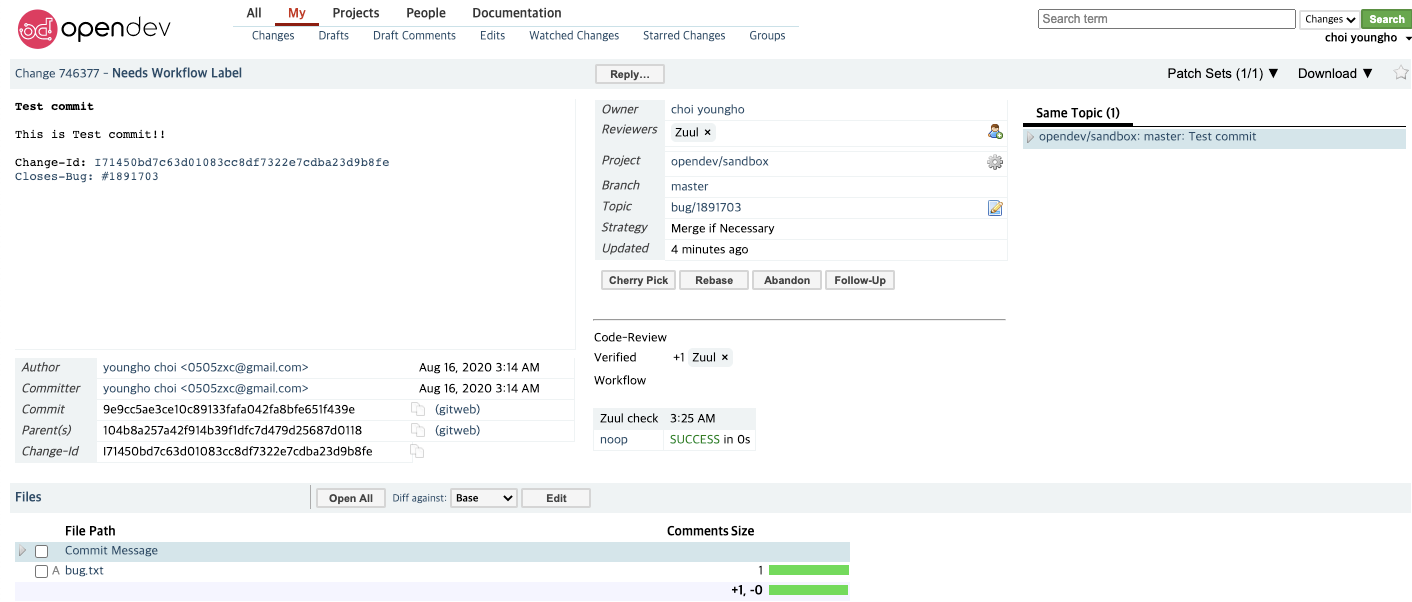 opendev
All My Projects People Documentation
Changes Drafts Draft Comments Edits Watched Changes Starred Changes Groups
Search term Changes Search
choi youngho
Change 746377 - Needs Workflow Label Reply… Patch Sets (1/1) ▼ Download ▼
Test commit
This is Test commit!!
Change-Id: I71450bd7c63d01083cc8df7322e7cdba23d9b8fe
Closes-Bug: #1891703
Owner choi youngho
Reviewers Zuul ×
Project opendev/sandbox
Branch master
Topic bug/1891703
Strategy Merge if Necessary
Updated 4 minutes ago
Cherry Pick Rebase Abandon Follow-Up
Same Topic (1)
opendev/sandbox: master: Test commit
Code-Review
Verified +1 Zuul ×
Workflow
Zuul check 3:25 AM
noop SUCCESS in 0s
Author youngho choi <0505zxc@gmail.com> Aug 16, 2020 3:14 AM
Committer youngho choi <0505zxc@gmail.com> Aug 16, 2020 3:14 AM
Commit 9e9cc5ae3ce10c89133fafa042fa8bfe651f439e (gitweb)
Parent(s) 104b8a257a42f914b39f1dfc7d479d25687d0118 (gitweb)
Change-Id I71450bd7c63d01083cc8df7322e7cdba23d9b8fe
Files Open All Diff against: Base Edit
File Path Comments Size
Commit Message
A bug.txt 1
+1, -0